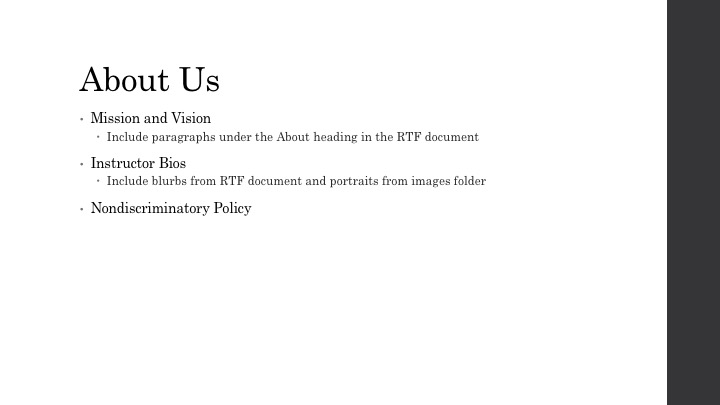 About Us
• Mission and Vision
• Include paragraphs under the About heading in the RTF document
• Instructor Bios
• Include blurbs from RTF document and portraits from images folder
• Nondiscriminatory Policy